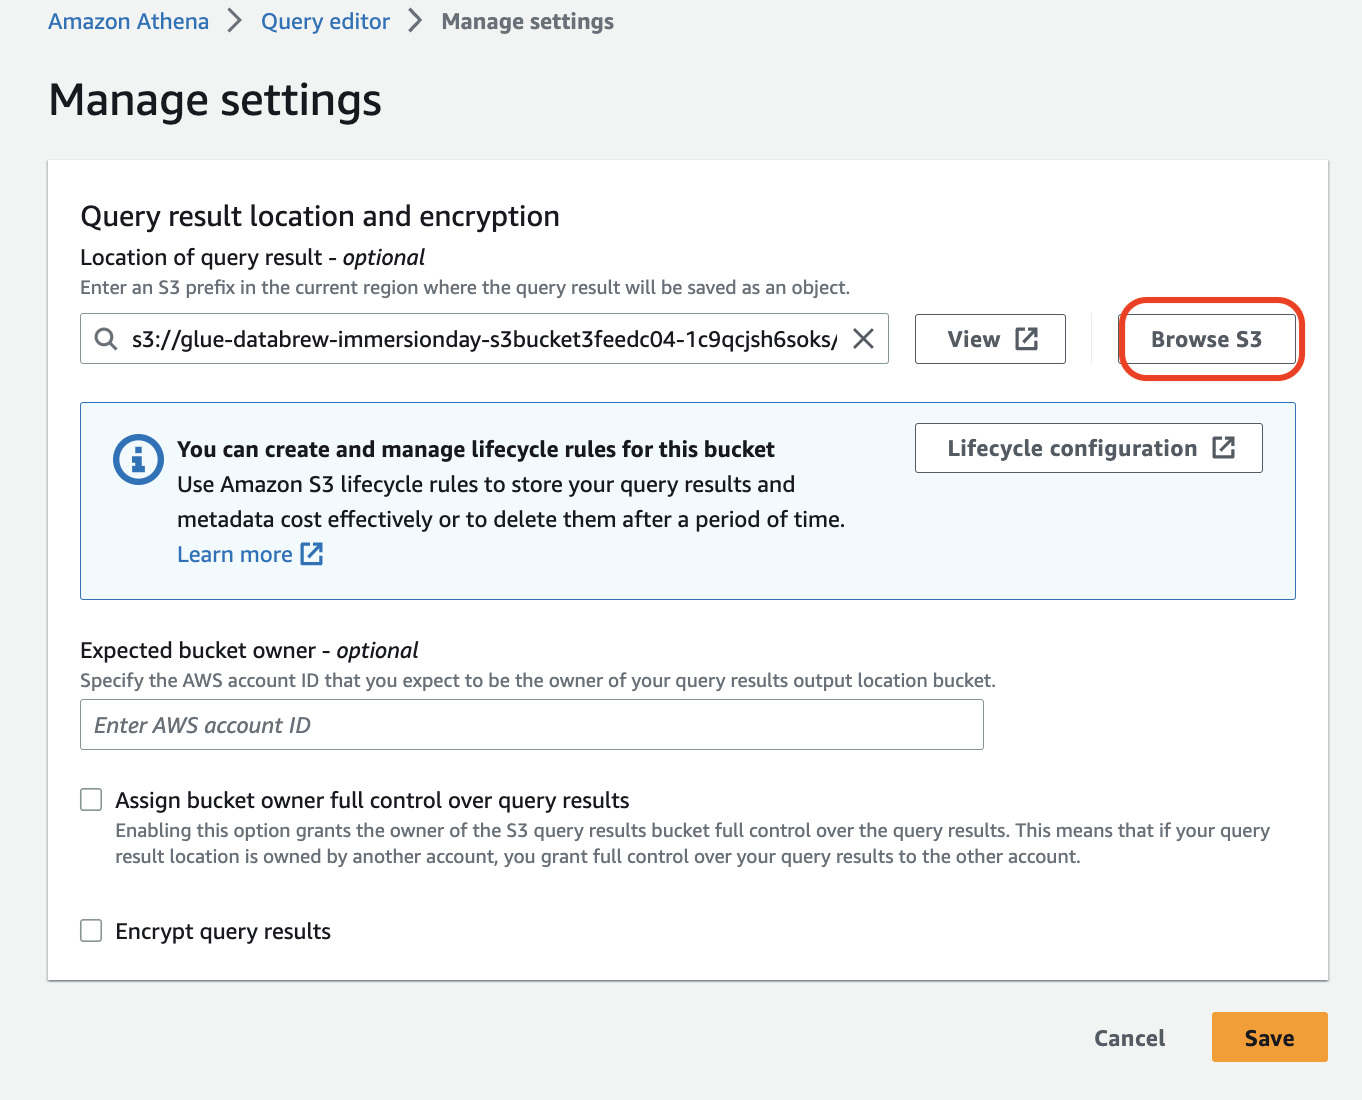 Amazon Athena > Query editor > Manage settings
Manage settings
Query result location and encryption
Location of query result - optional
Enter an S3 prefix in the current region where the query result will be saved as an object.
s3://glue-databrew-immersionday-s3bucket3feedc04-1c9qcjsh6soks/
View
Browse S3
You can create and manage lifecycle rules for this bucket
Lifecycle configuration
Use Amazon S3 lifecycle rules to store your query results and
metadata cost effectively or to delete them after a period of time.
Learn more
Expected bucket owner - optional
Specify the AWS account ID that you expect to be the owner of your query results output location bucket.
Enter AWS account ID
Assign bucket owner full control over query results
Enabling this option grants the owner of the S3 query results bucket full control over the query results. This means that if your query
result location is owned by another account, you grant full control over your query results to the other account.
Encrypt query results
Cancel
Save